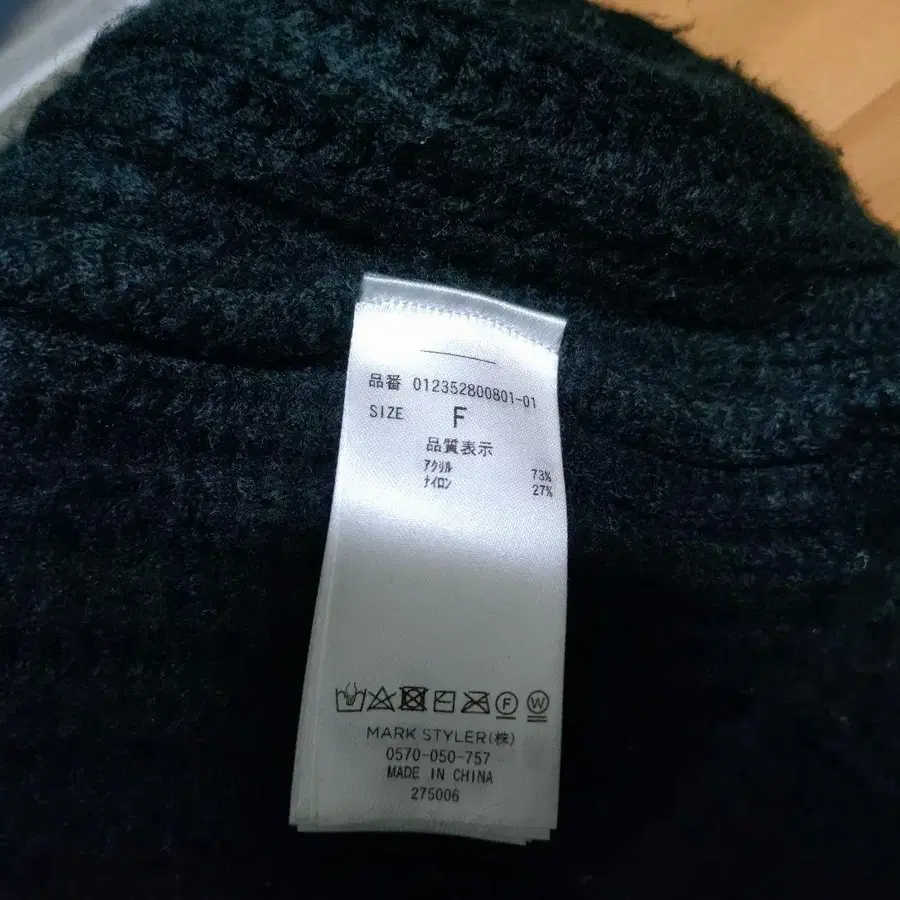 品番 012352800801-01
SIZE F
品質表示
アクリル 73%
ナイロン 27%
F W
MARK STYLER(株)
0570-050-757
MADE IN CHINA
275006